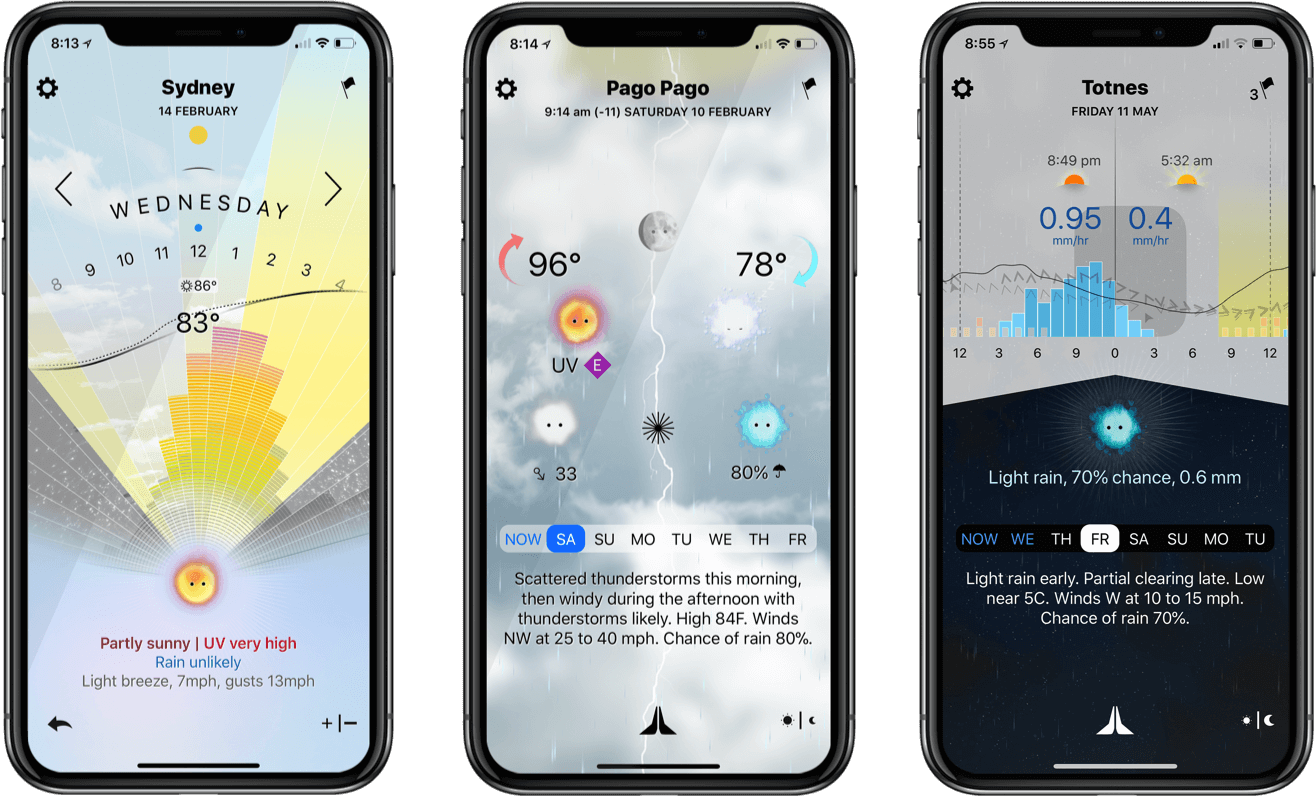 8:13
Sydney
14 FEBRUARY
WEDNESDAY
8 9 10 11 12 1 2 3 4
86°
83°
Partly sunny | UV very high
Rain unlikely
Light breeze, 7mph, gusts 13mph
+|−
8:14
Pago Pago
9:14 am (-11) SATURDAY 10 FEBRUARY
96° 78°
UV E
33 80%
NOW SA SU MO TU WE TH FR
Scattered thunderstorms this morning,
then windy during the afternoon with
thunderstorms likely. High 84F. Winds
NW at 25 to 40 mph. Chance of rain 80%.
8:55
3
Totnes
FRIDAY 11 MAY
8:49 pm 5:32 am
0.95 0.4
mm/hr mm/hr
12 3 6 9 0 3 6 9 12
Light rain, 70% chance, 0.6 mm
NOW WE TH FR SA SU MO TU
Light rain early. Partial clearing late. Low
near 5C. Winds W at 10 to 15 mph.
Chance of rain 70%.